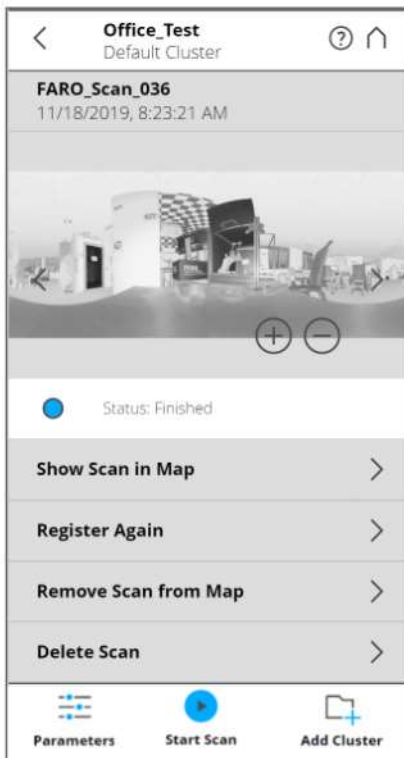 Office_Test
Default Cluster
FARO_Scan_036
11/18/2019, 8:23:21 AM
Status: Finished
Show Scan in Map
Register Again
Remove Scan from Map
Delete Scan
Parameters
Start Scan
Add Cluster